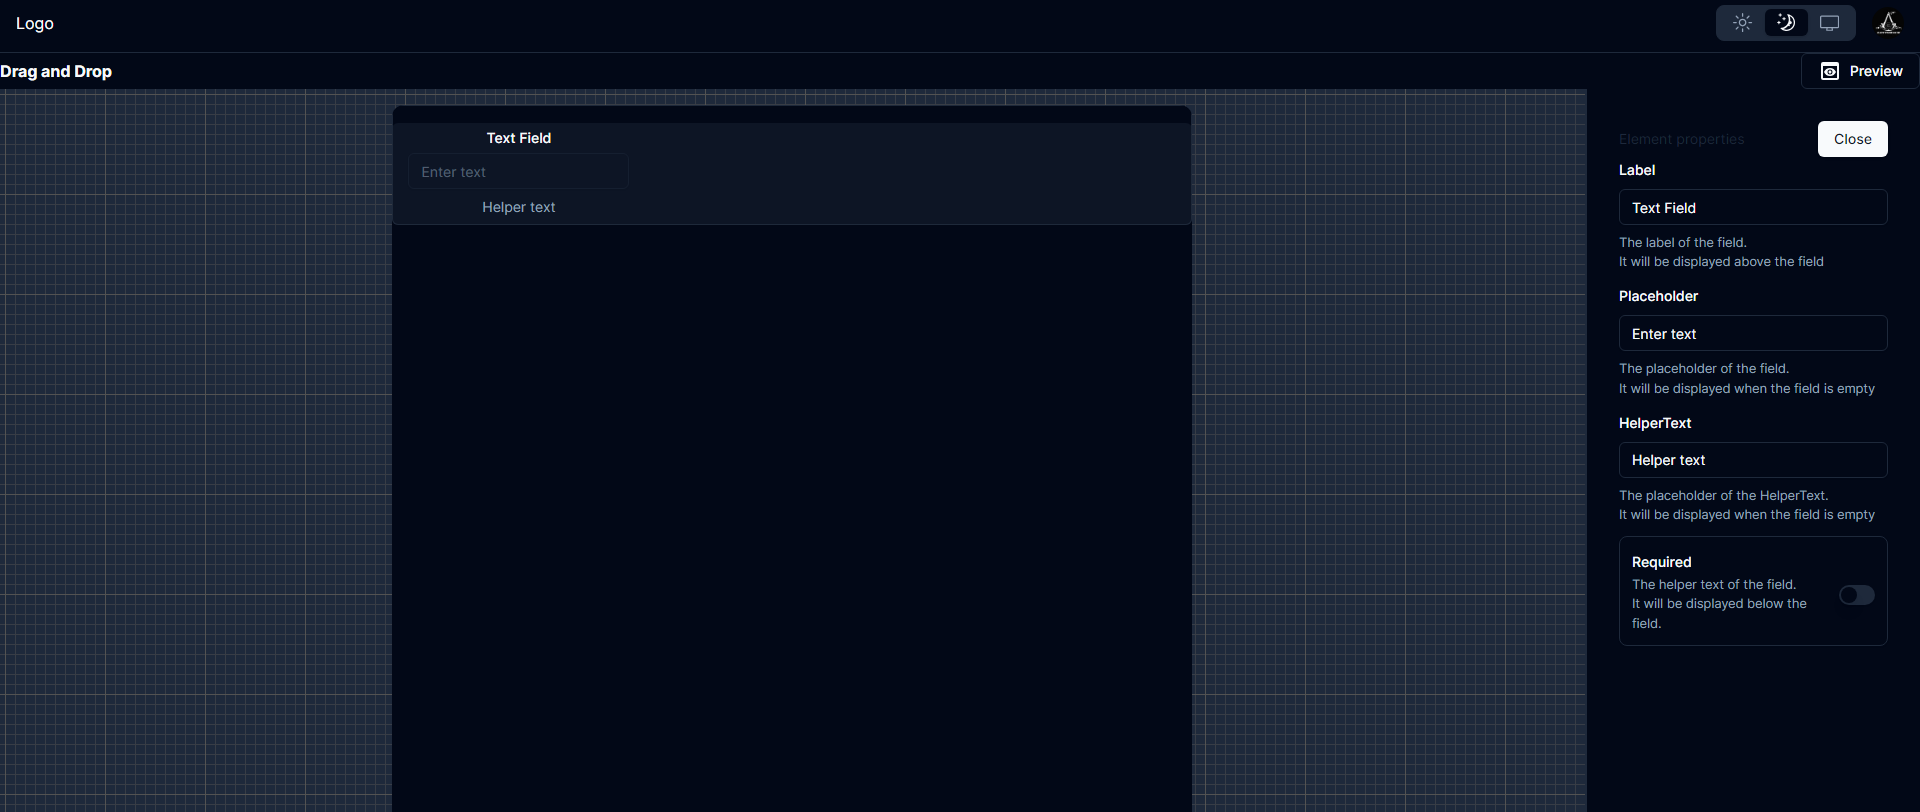 Logo
Drag and Drop
Preview
Text Field
Enter text
Helper text
Element properties
Close
Label
Text Field
The label of the field.
It will be displayed above the field
Placeholder
Enter text
The placeholder of the field.
It will be displayed when the field is empty
HelperText
Helper text
The placeholder of the HelperText.
It will be displayed when the field is empty
Required
The helper text of the field.
It will be displayed below the
field.